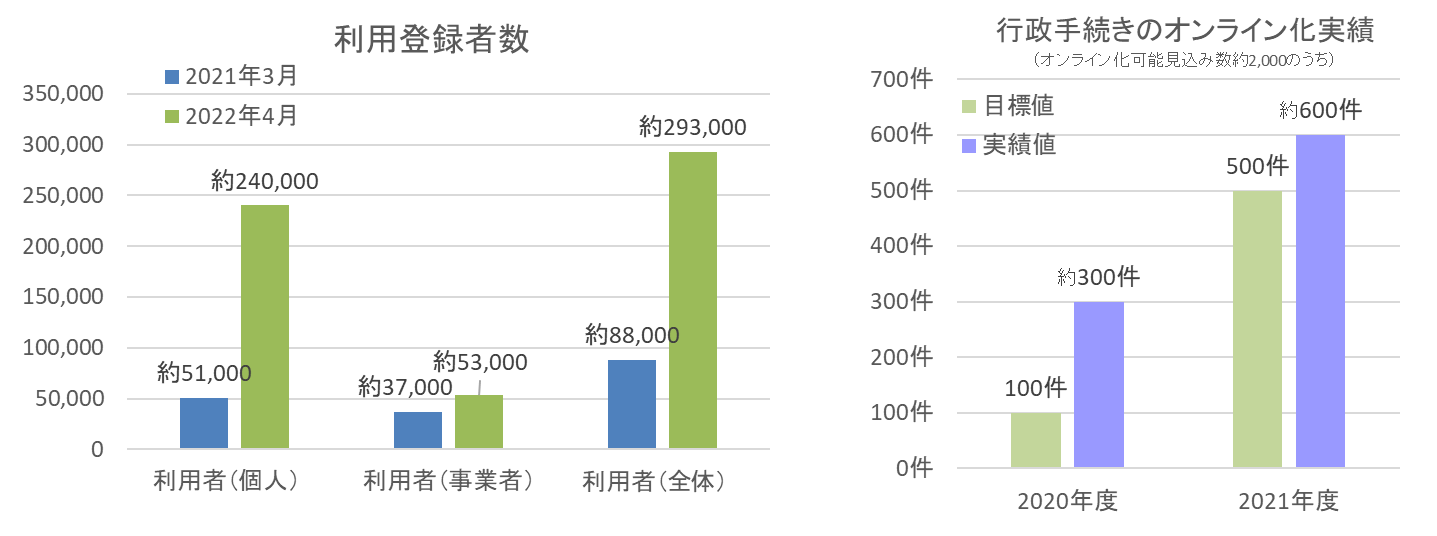 利用登録者数
2021年3月
2022年4月
350,000
300,000
250,000
200,000
150,000
100,000
50,000
0
約51,000
約240,000
約37,000
約53,000
約88,000
約293,000
利用者（個人）
利用者（事業者）
利用者（全体）
行政手続きのオンライン化実績
（オンライン化可能見込み数約2,000のうち）
目標値
実績値
700件
600件
500件
400件
300件
200件
100件
0件
100件
約300件
500件
約600件
2020年度
2021年度